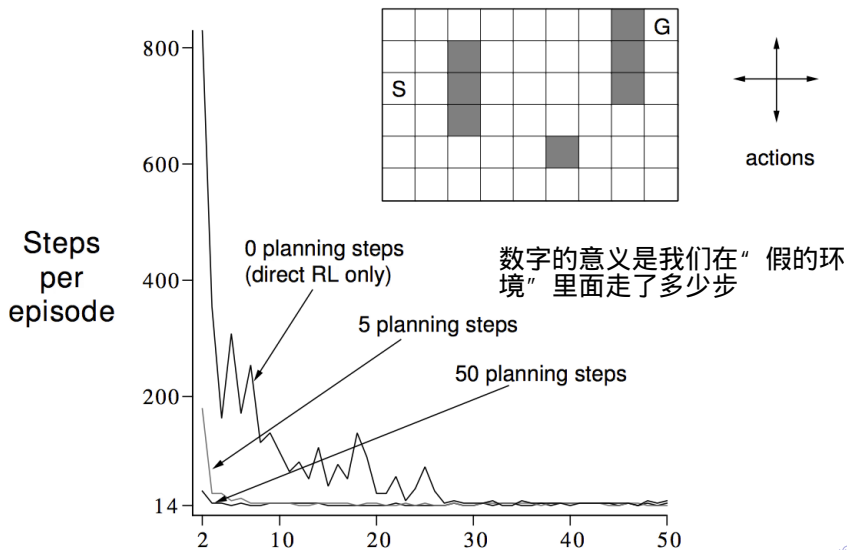 800
G
S
600
actions
Steps
per
episode
0 planning steps
(direct RL only)
数字的意义是我们在“ 假的环
境” 里面走了多少步
400
5 planning steps
50 planning steps
200
14
2
10
20
30
40
50